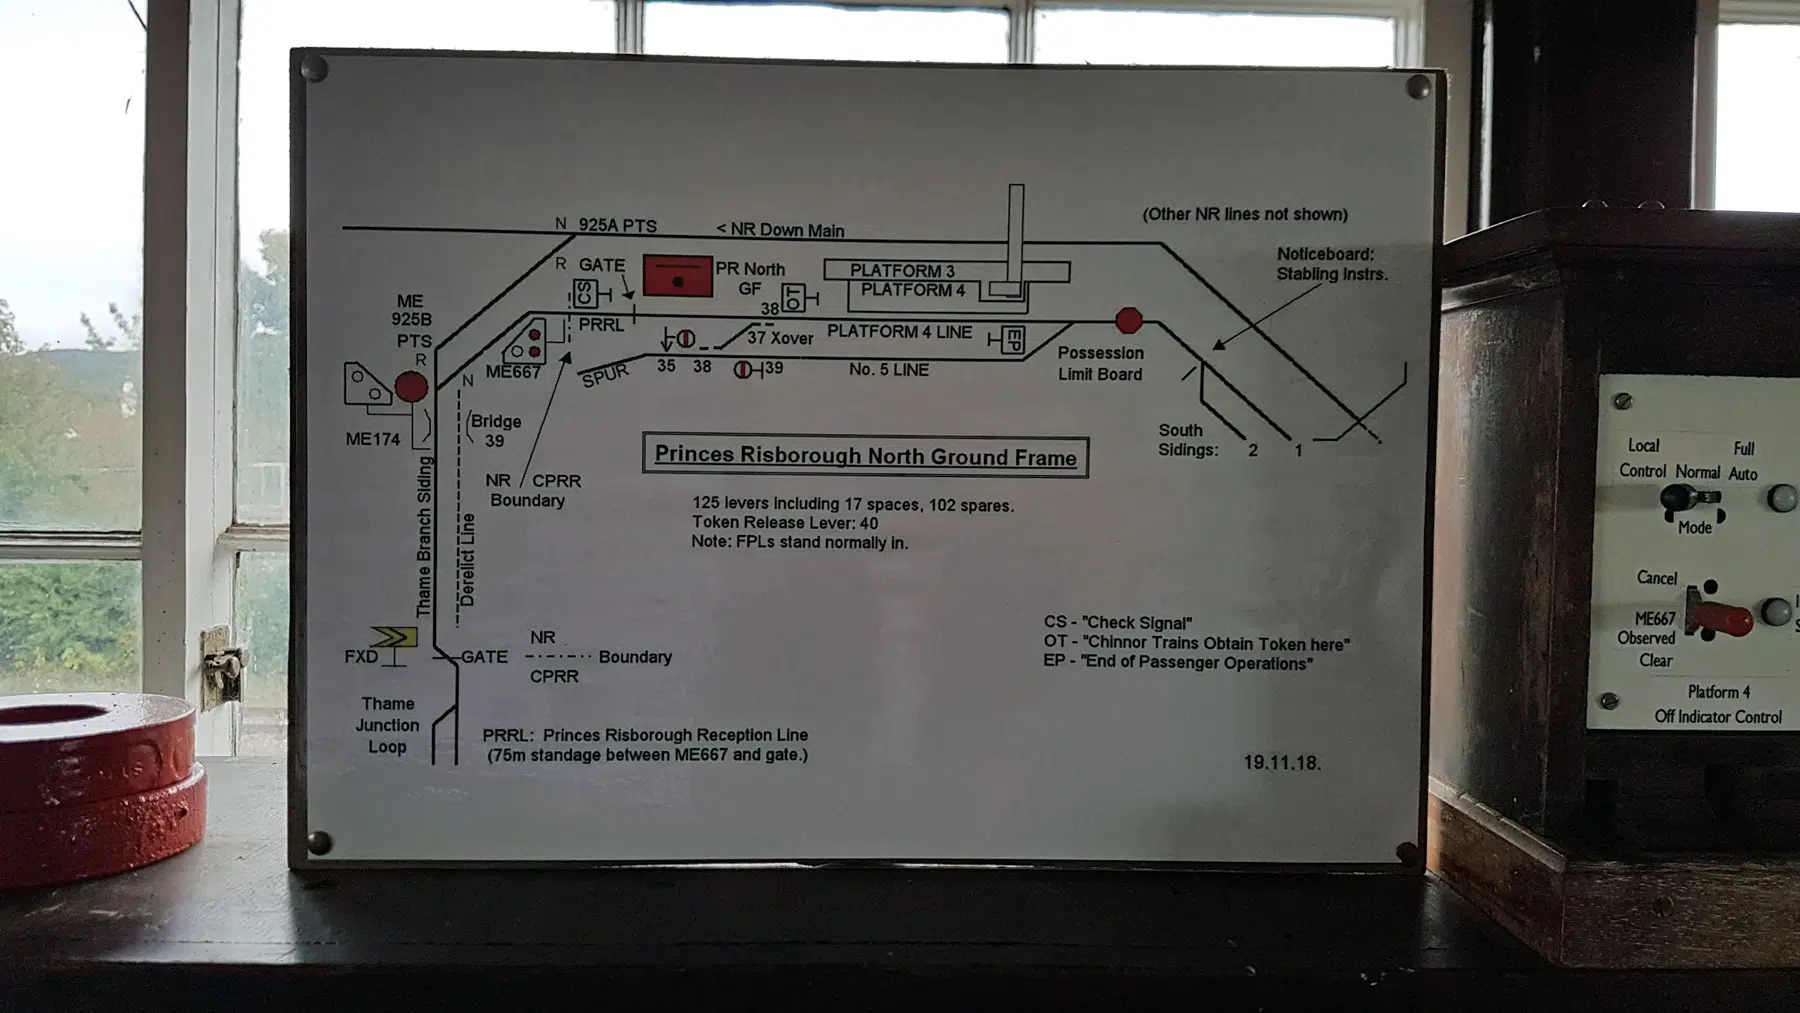 (Other NR lines not shown)
N 925A PTS
< NR Down Main
Noticeboard:
Stabling Instrs.
R GATE
PR North
GF
PLATFORM 3
PLATFORM 4
CS
OT
38
ME
925B
PTS
R
PRRL
37 Xover
PLATFORM 4 LINE
EP
Possession
Limit Board
ME667
SPUR
35
38
39
No. 5 LINE
N
ME174
Bridge
39
South
Sidings:
2
1
Princes Risborough North Ground Frame
NR CPRR
Boundary
125 levers including 17 spaces, 102 spares.
Token Release Lever: 40
Note: FPLs stand normally in.
Thame Branch Siding
Derelict Line
CS - "Check Signal"
OT - "Chinnor Trains Obtain Token here"
EP - "End of Passenger Operations"
FXD
GATE
NR
Boundary
CPRR
Thame
Junction
Loop
PRRL: Princes Risborough Reception Line
(75m standage between ME667 and gate.)
19.11.18.
Local
Control
Normal
Full
Auto
Mode
Cancel
ME667
Observed
Clear
Platform 4
Off Indicator Control